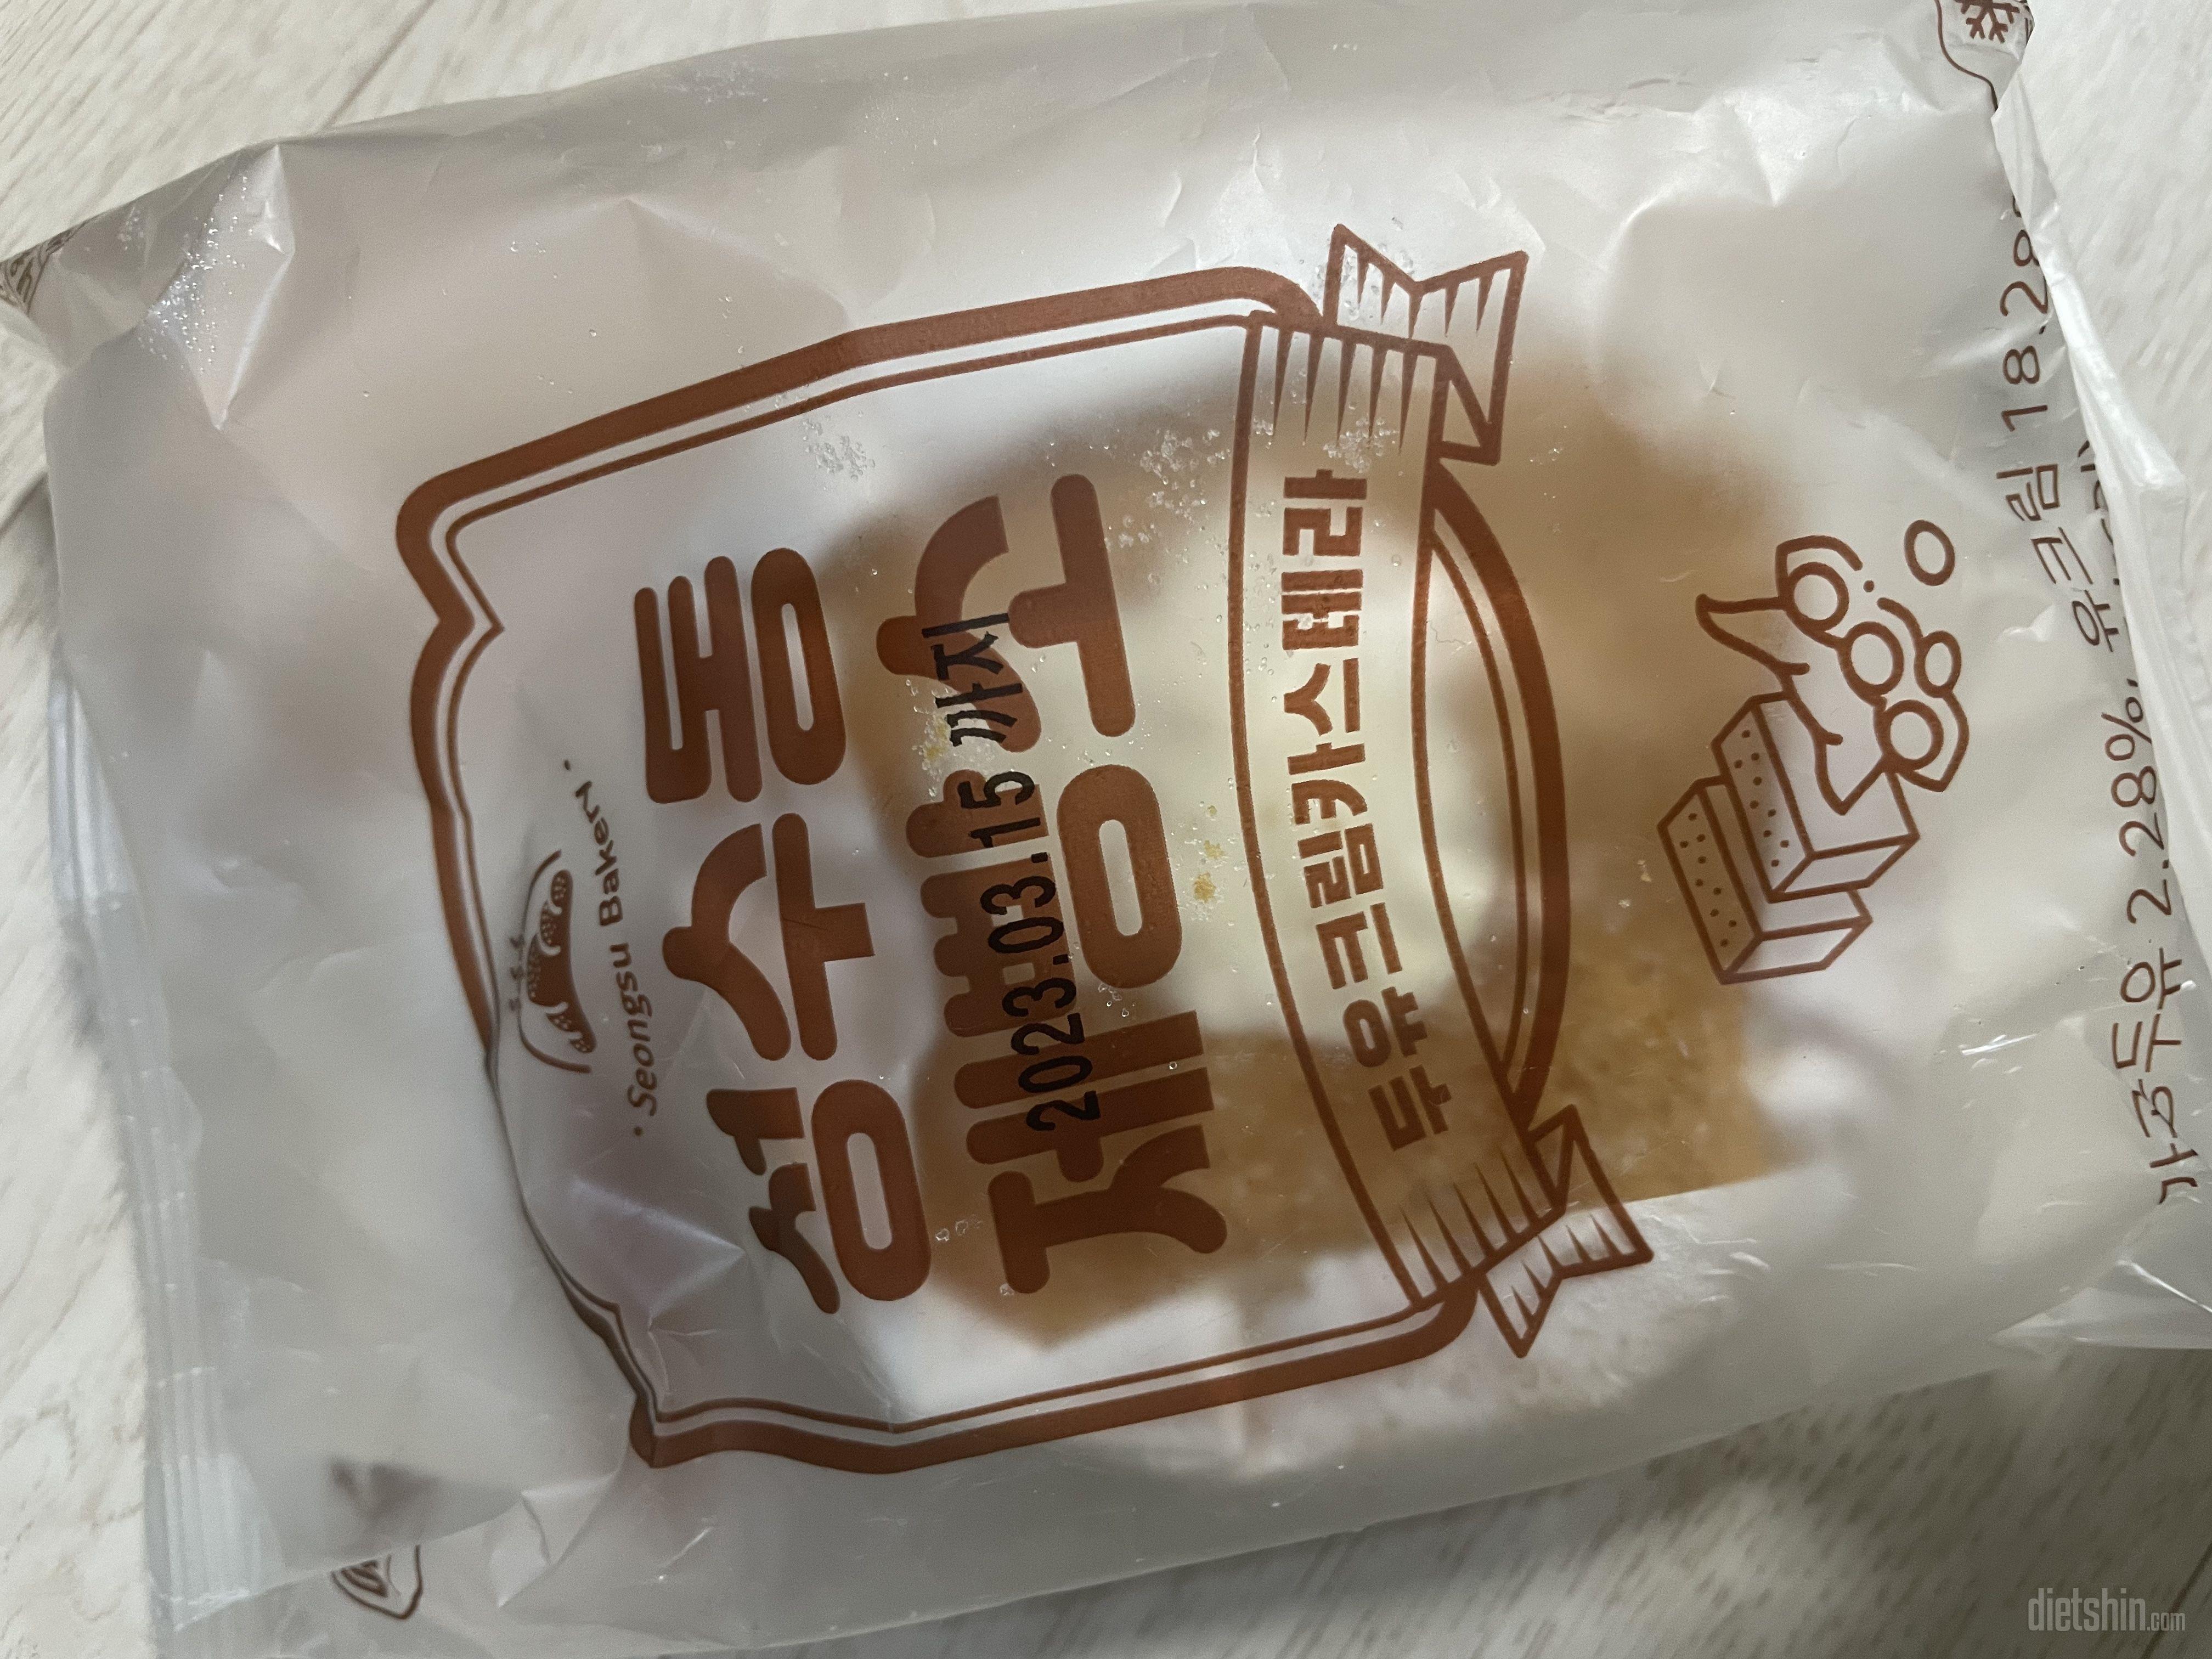 Seongsu Bakery
성수동
제빵소
2023.03.15 까지
두유크림카스테라
가공두유 2.28%,
유크림 18.28
dietshin.com